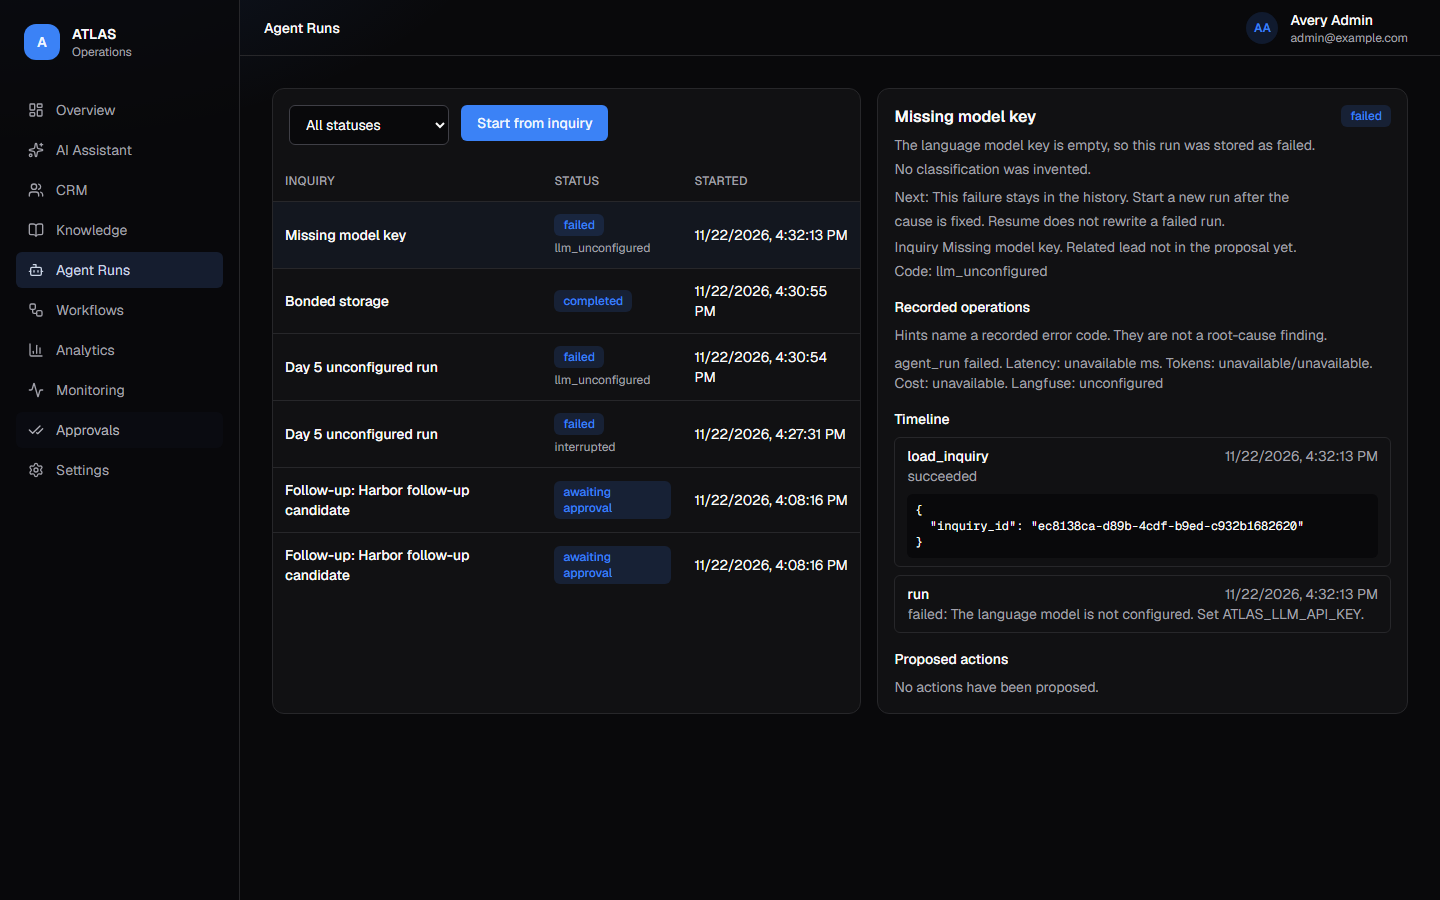 A
ATLAS
Operations
Overview
AI Assistant
CRM
Knowledge
Agent Runs
Workflows
Analytics
Monitoring
Approvals
Settings
Agent Runs
AA
Avery Admin
admin@example.com
All statuses
Start from inquiry
INQUIRY STATUS STARTED
Missing model key
failed
llm_unconfigured
11/22/2026, 4:32:13 PM
Bonded storage
completed
11/22/2026, 4:30:55
PM
Day 5 unconfigured run
failed
llm_unconfigured
11/22/2026, 4:30:54
PM
Day 5 unconfigured run
failed
interrupted
11/22/2026, 4:27:31 PM
Follow-up: Harbor follow-up
candidate
awaiting
approval
11/22/2026, 4:08:16 PM
Follow-up: Harbor follow-up
candidate
awaiting
approval
11/22/2026, 4:08:16 PM
Missing model key
failed
The language model key is empty, so this run was stored as failed.
No classification was invented.
Next: This failure stays in the history. Start a new run after the
cause is fixed. Resume does not rewrite a failed run.
Inquiry Missing model key. Related lead not in the proposal yet.
Code: llm_unconfigured
Recorded operations
Hints name a recorded error code. They are not a root-cause finding.
agent_run failed. Latency: unavailable ms. Tokens: unavailable/unavailable.
Cost: unavailable. Langfuse: unconfigured
Timeline
load_inquiry 11/22/2026, 4:32:13 PM
succeeded
{
"inquiry_id": "ec8138ca-d89b-4cdf-b9ed-c932b1682620"
}
run 11/22/2026, 4:32:13 PM
failed: The language model is not configured. Set ATLAS_LLM_API_KEY.
Proposed actions
No actions have been proposed.